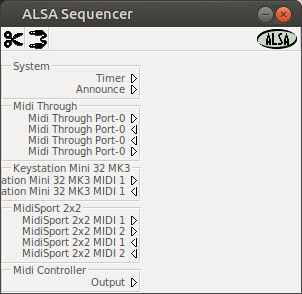 ALSA Sequencer
ALSA
System
Timer
Announce
Midi Through
Midi Through Port-0
Midi Through Port-0
Midi Through Port-0
Midi Through Port-0
Keystation Mini 32 MK3
ation Mini 32 MK3 MIDI 1
ation Mini 32 MK3 MIDI 1
MidiSport 2x2
MidiSport 2x2 MIDI 1
MidiSport 2x2 MIDI 2
MidiSport 2x2 MIDI 1
MidiSport 2x2 MIDI 2
Midi Controller
Output